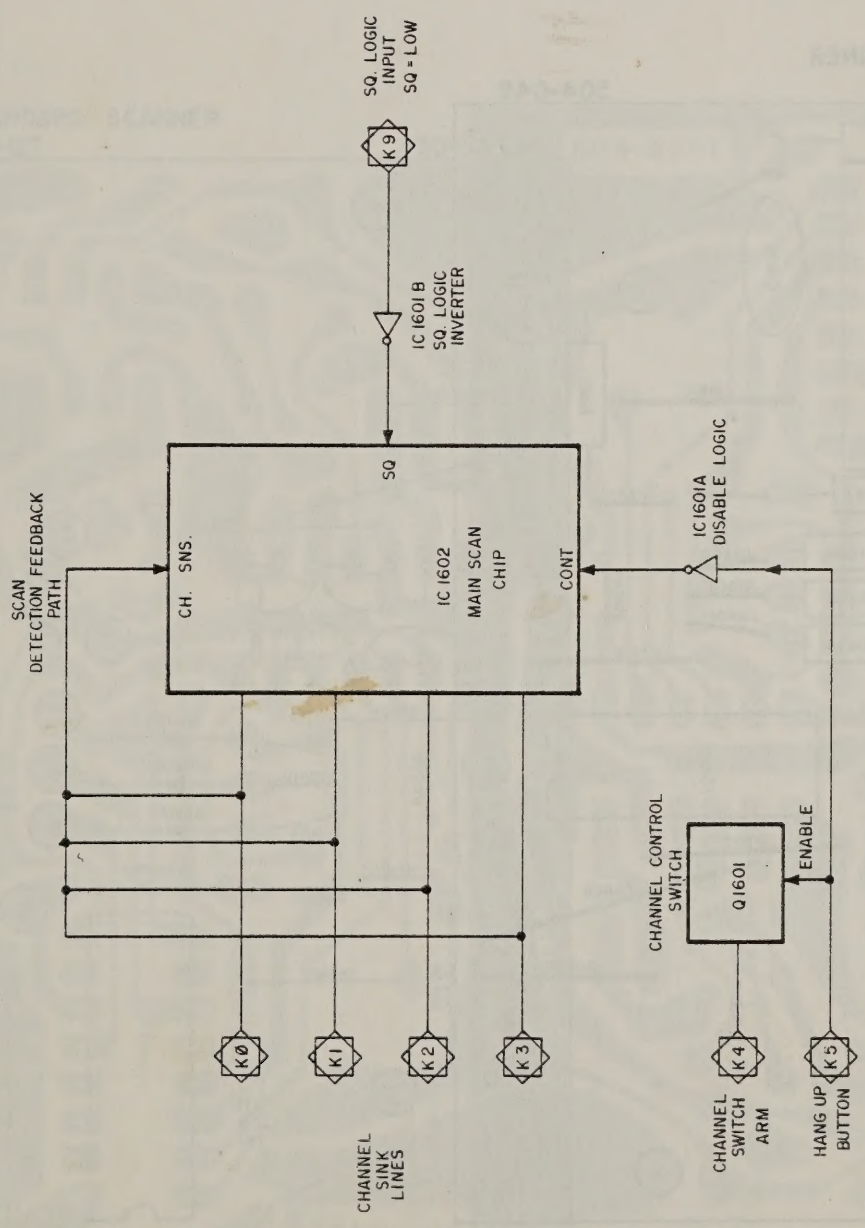 SCAN
DETECTION FEEDBACK
PATH
CH. SNS.
IC 1602
MAIN SCAN
CHIP
SQ
CONT
IC 1601 B
SQ. LOGIC
INVERTER
K9
SQ. LOGIC
INPUT
SQ = LOW
IC1601A
DISABLE LOGIC
CHANNEL
SINK
LINES
KØ
K1
K2
K3
CHANNEL CONTROL
SWITCH
Q1601
ENABLE
CHANNEL
SWITCH
ARM
K4
HANG UP
BUTTON
K5